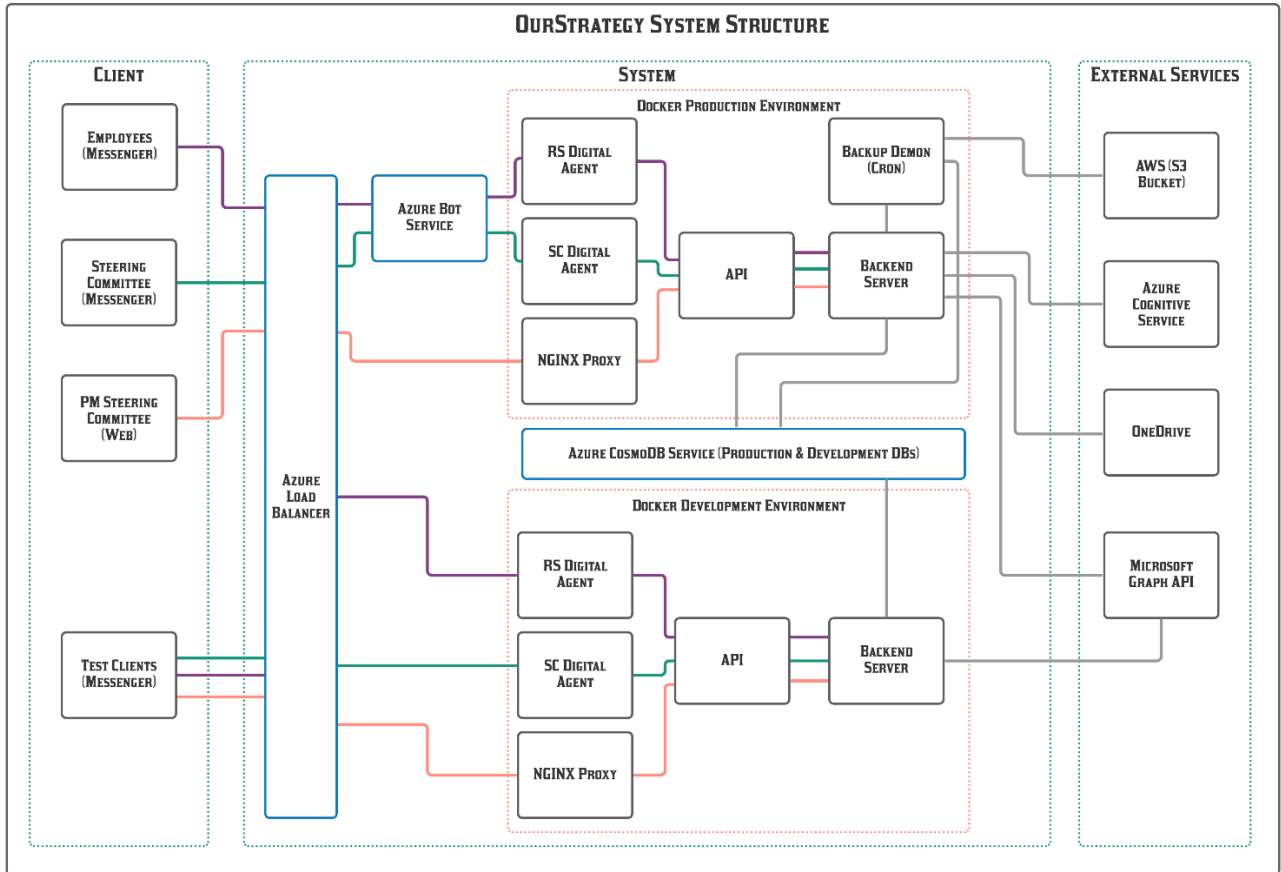 OurStrategy System Structure
Client
Employees
(Messenger)
Steering
Committee
(Messenger)
PM Steering
Committee
(Web)
Test Clients
(Messenger)
System
Azure
Load
Balancer
Azure Bot
Service
Docker Production Environment
RS Digital
Agent
SC Digital
Agent
NGINX Proxy
API
Backup Demon
(Cron)
Backend
Server
Azure CosmoDB Service (Production & Development DBs)
Docker Development Environment
RS Digital
Agent
SC Digital
Agent
NGINX Proxy
API
Backend
Server
External Services
AWS (S3
Bucket)
Azure
Cognitive
Service
OneDrive
Microsoft
Graph API